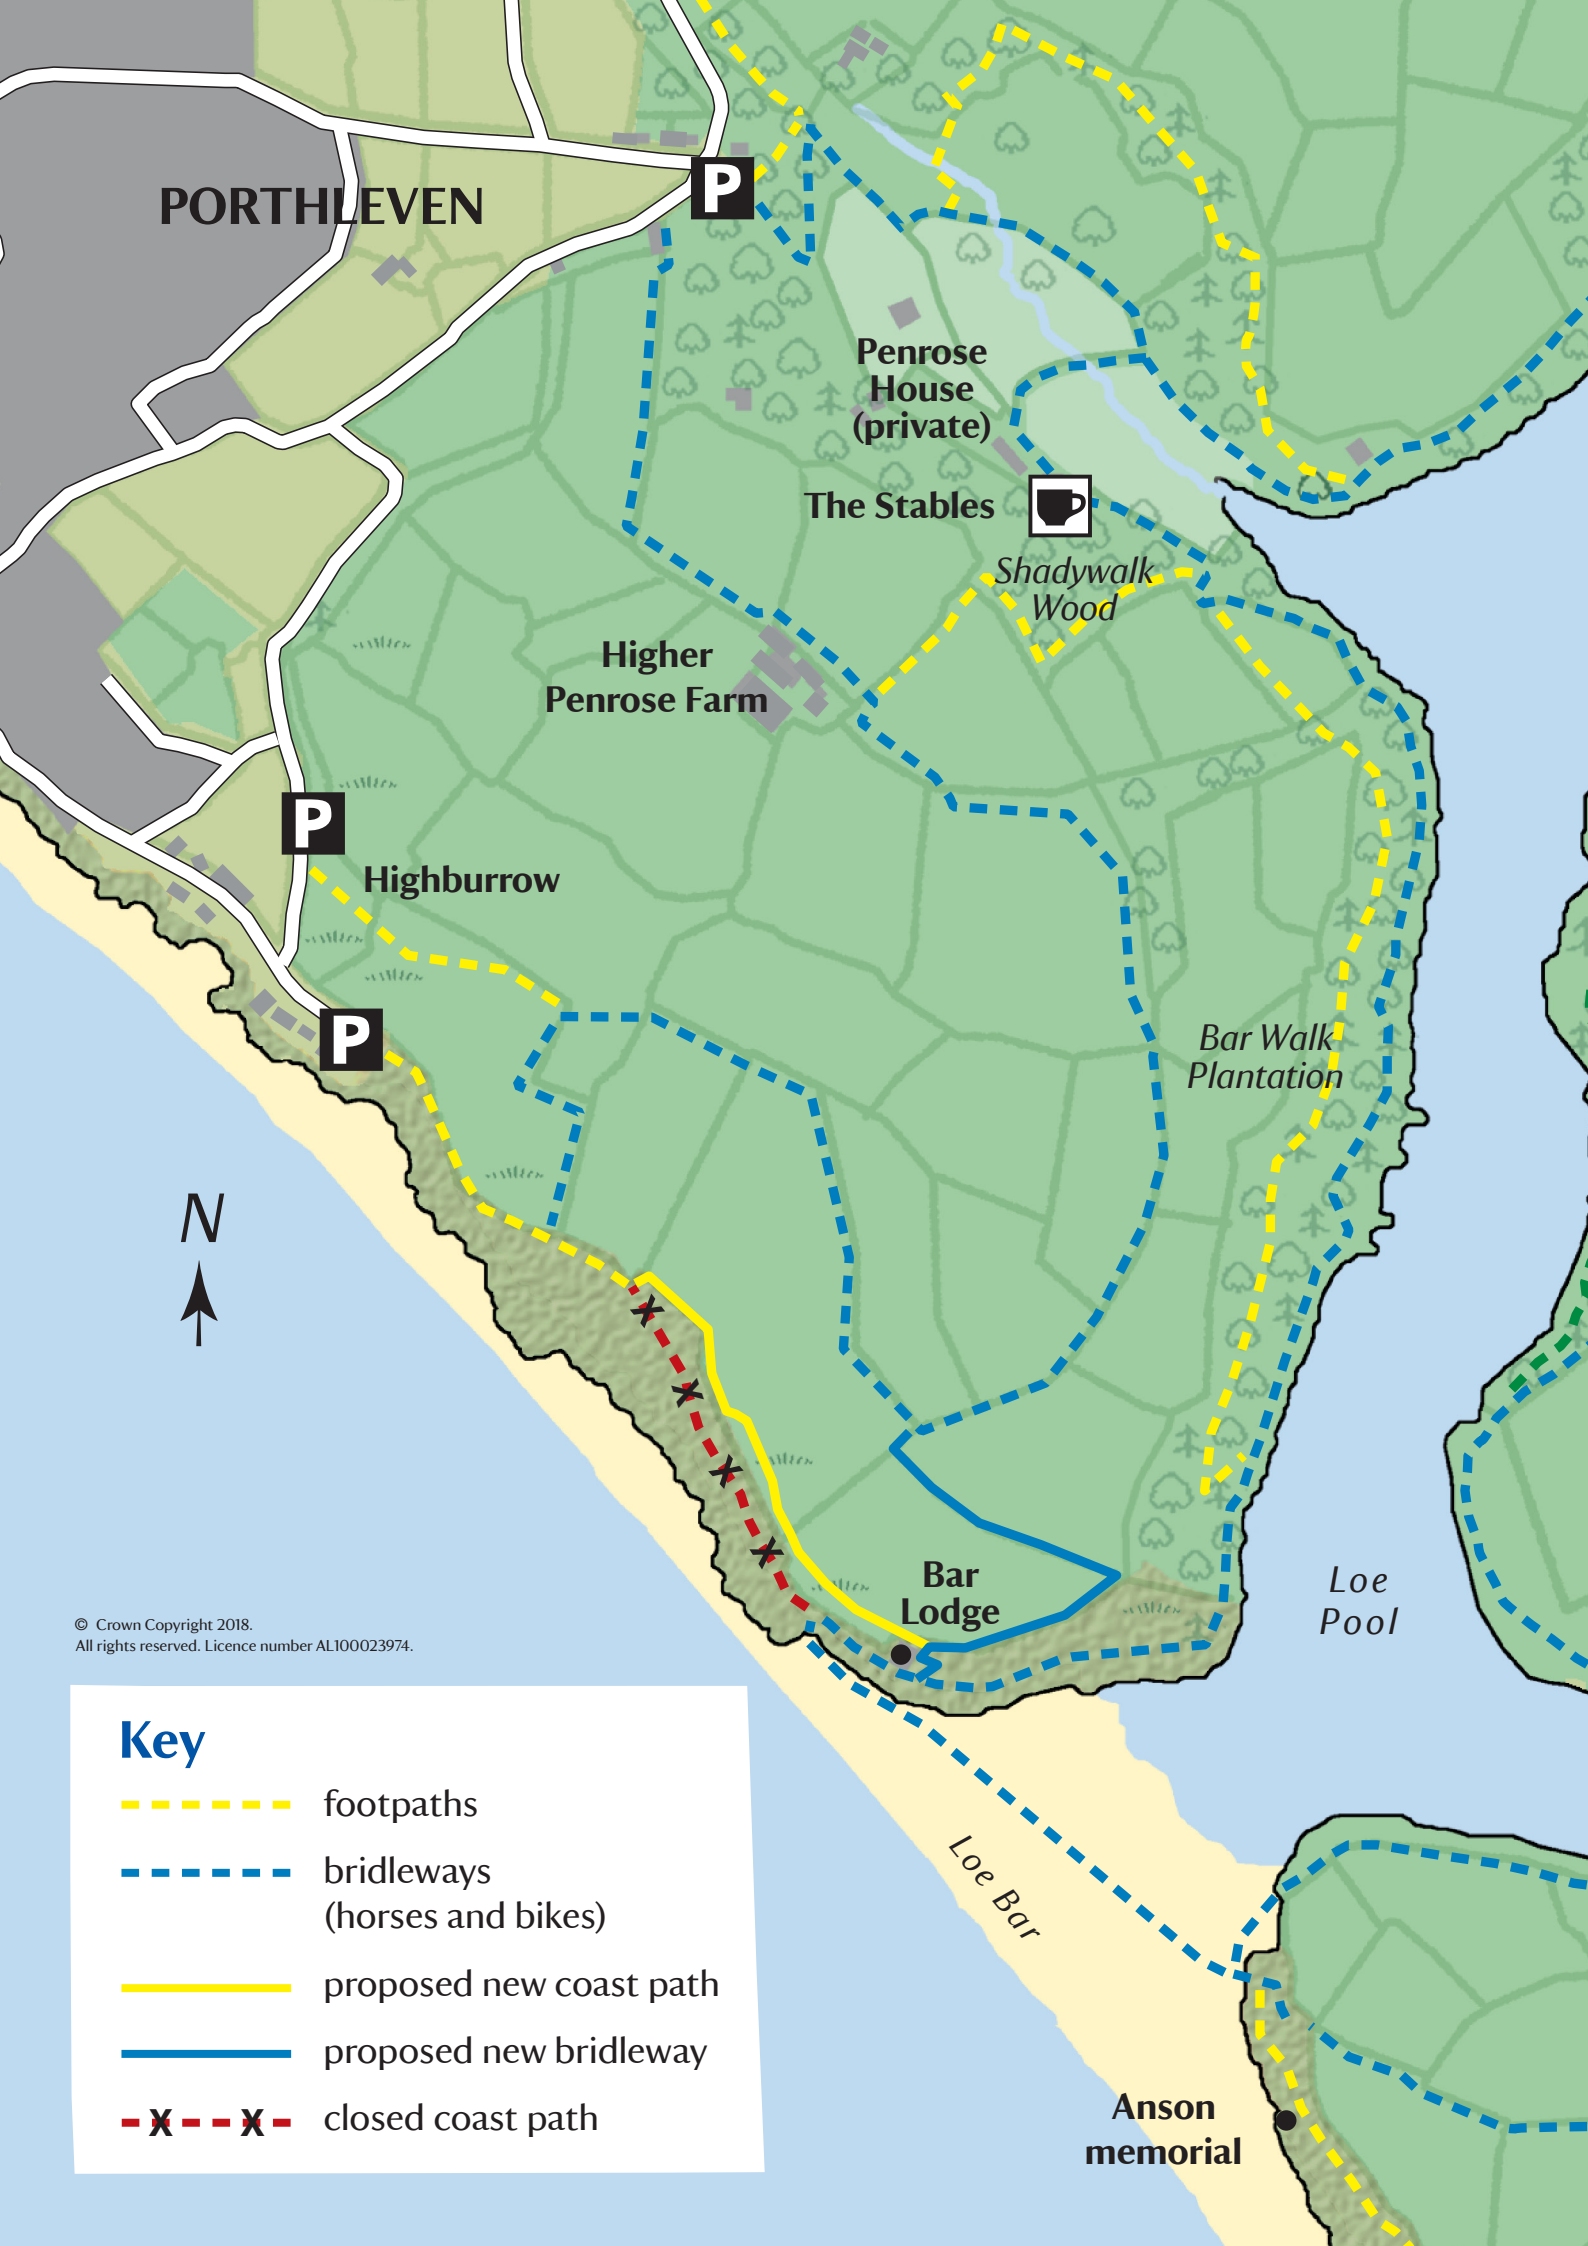 P
PORTHLEVEN
Penrose
House
(private)
The Stables
Shadywalk
Wood
Higher
Penrose Farm
P
Highburrow
P
Bar Walk
Plantation
N
Bar
Lodge
Loe
Pool
© Crown Copyright 2018.
All rights reserved. Licence number AL100023974.
Key
footpaths
bridleways
(horses and bikes)
proposed new coast path
proposed new bridleway
X X closed coast path
Loe Bar
Anson
memorial